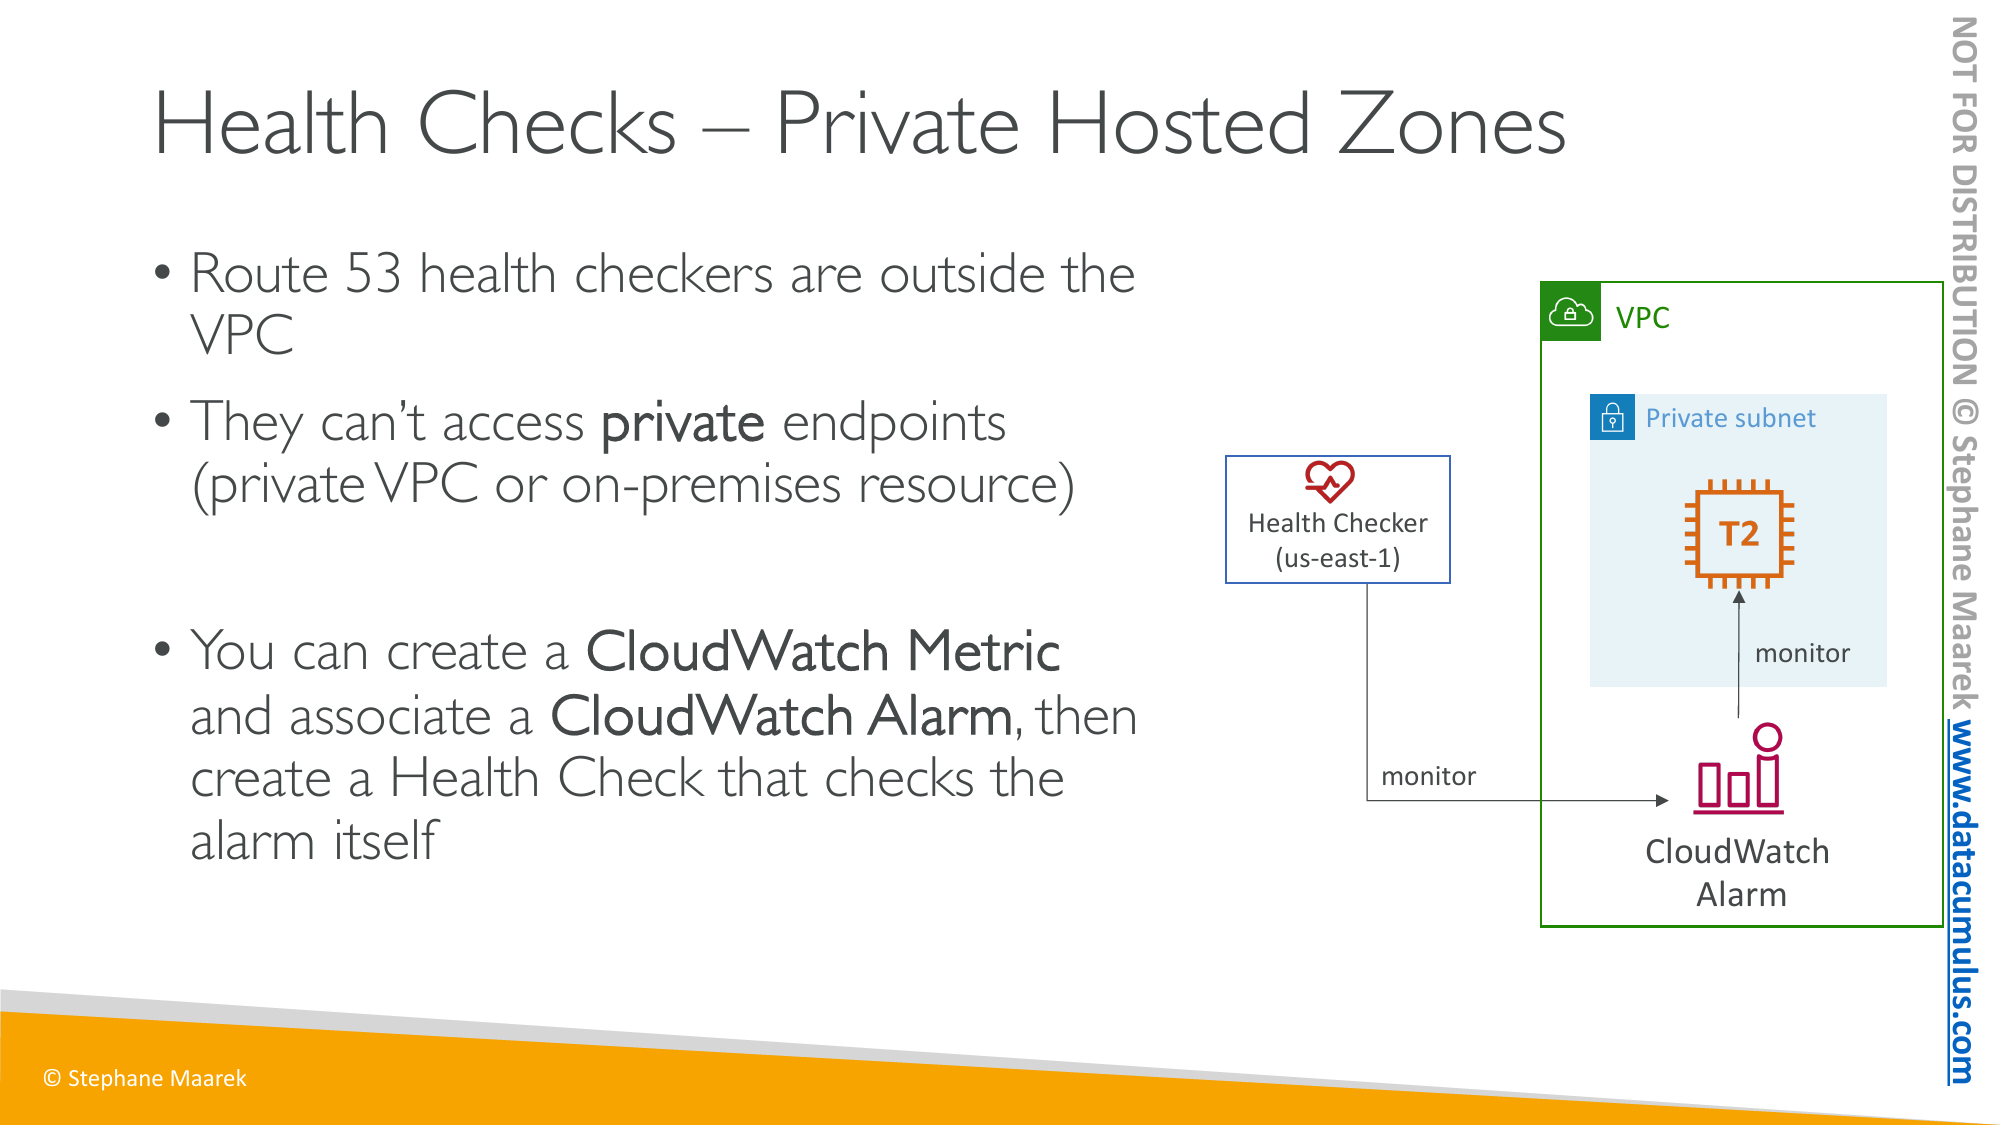 Health Checks – Private Hosted Zones
• Route 53 health checkers are outside the
VPC
• They can’t access private endpoints
(private VPC or on-premises resource)
• You can create a CloudWatch Metric
and associate a CloudWatch Alarm, then
create a Health Check that checks the
alarm itself
Health Checker
(us-east-1)
monitor
VPC
Private subnet
T2
monitor
CloudWatch
Alarm
© Stephane Maarek
NOT FOR DISTRIBUTION © Stephane Maarek www.datacumulus.com